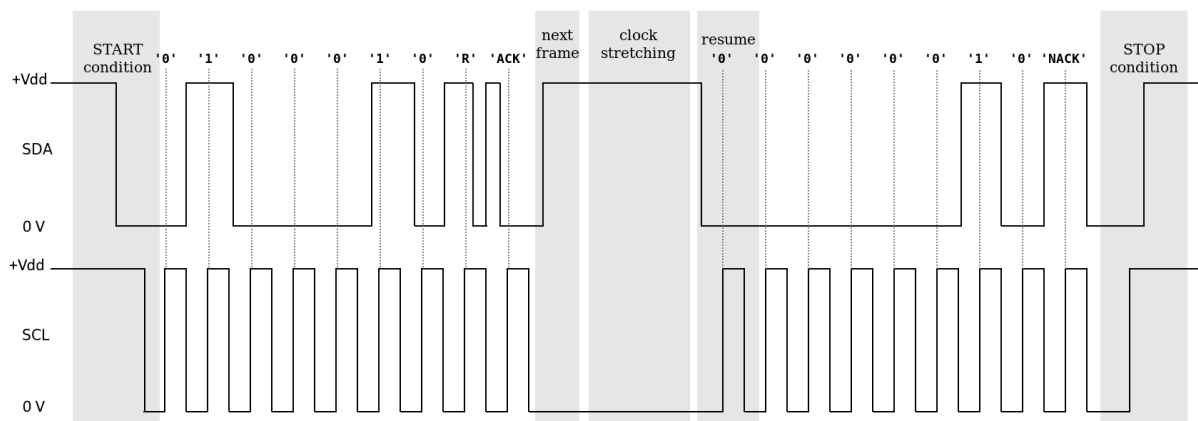 START
condition
next
frame
clock
stretching
resume
STOP
condition
'0' '1' '0' '0' '0' '1' '0' 'R' 'ACK' '0' '0' '0' '0' '0' '0' '1' '0' 'NACK'
+Vdd
SDA
0 V
+Vdd
SCL
0 V